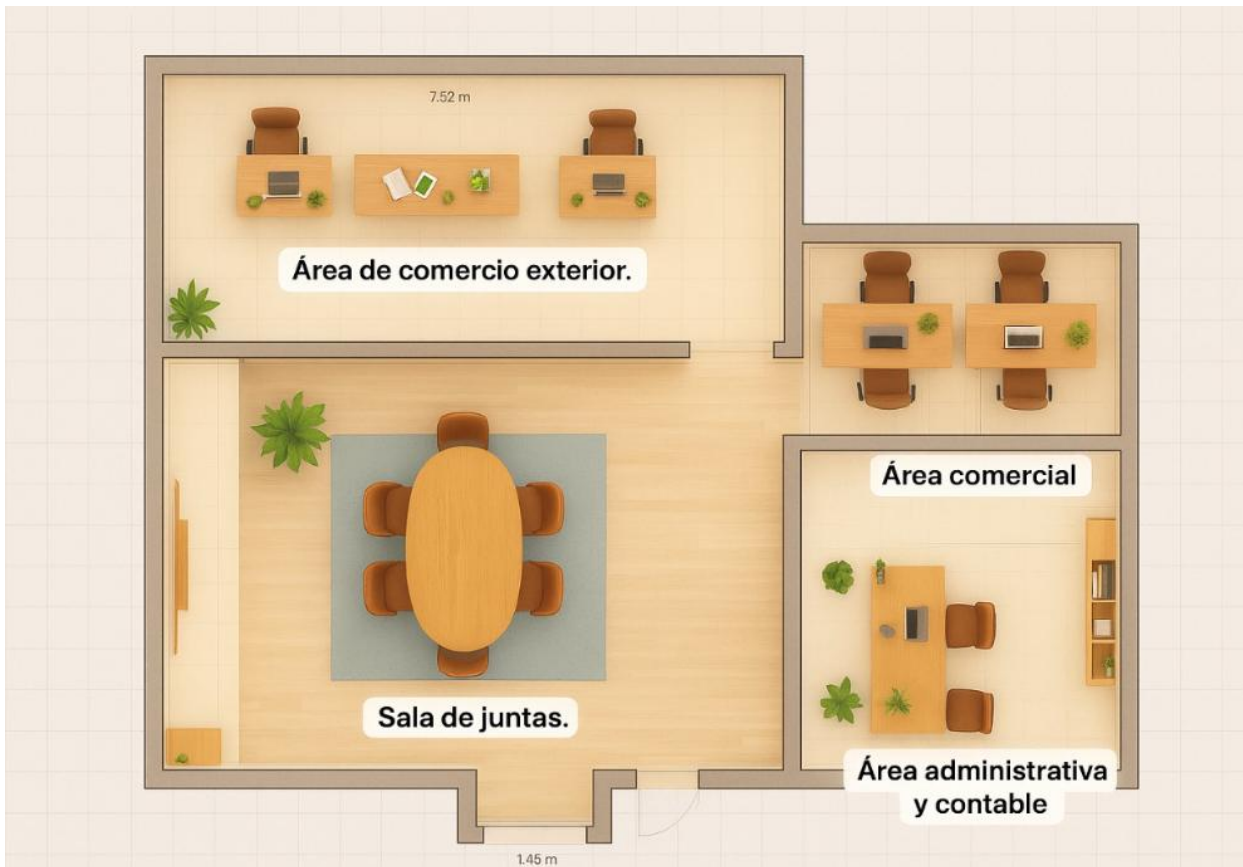 7.52 m
Área de comercio exterior.
Área comercial
Sala de juntas.
Área administrativa
y contable
1.45 m